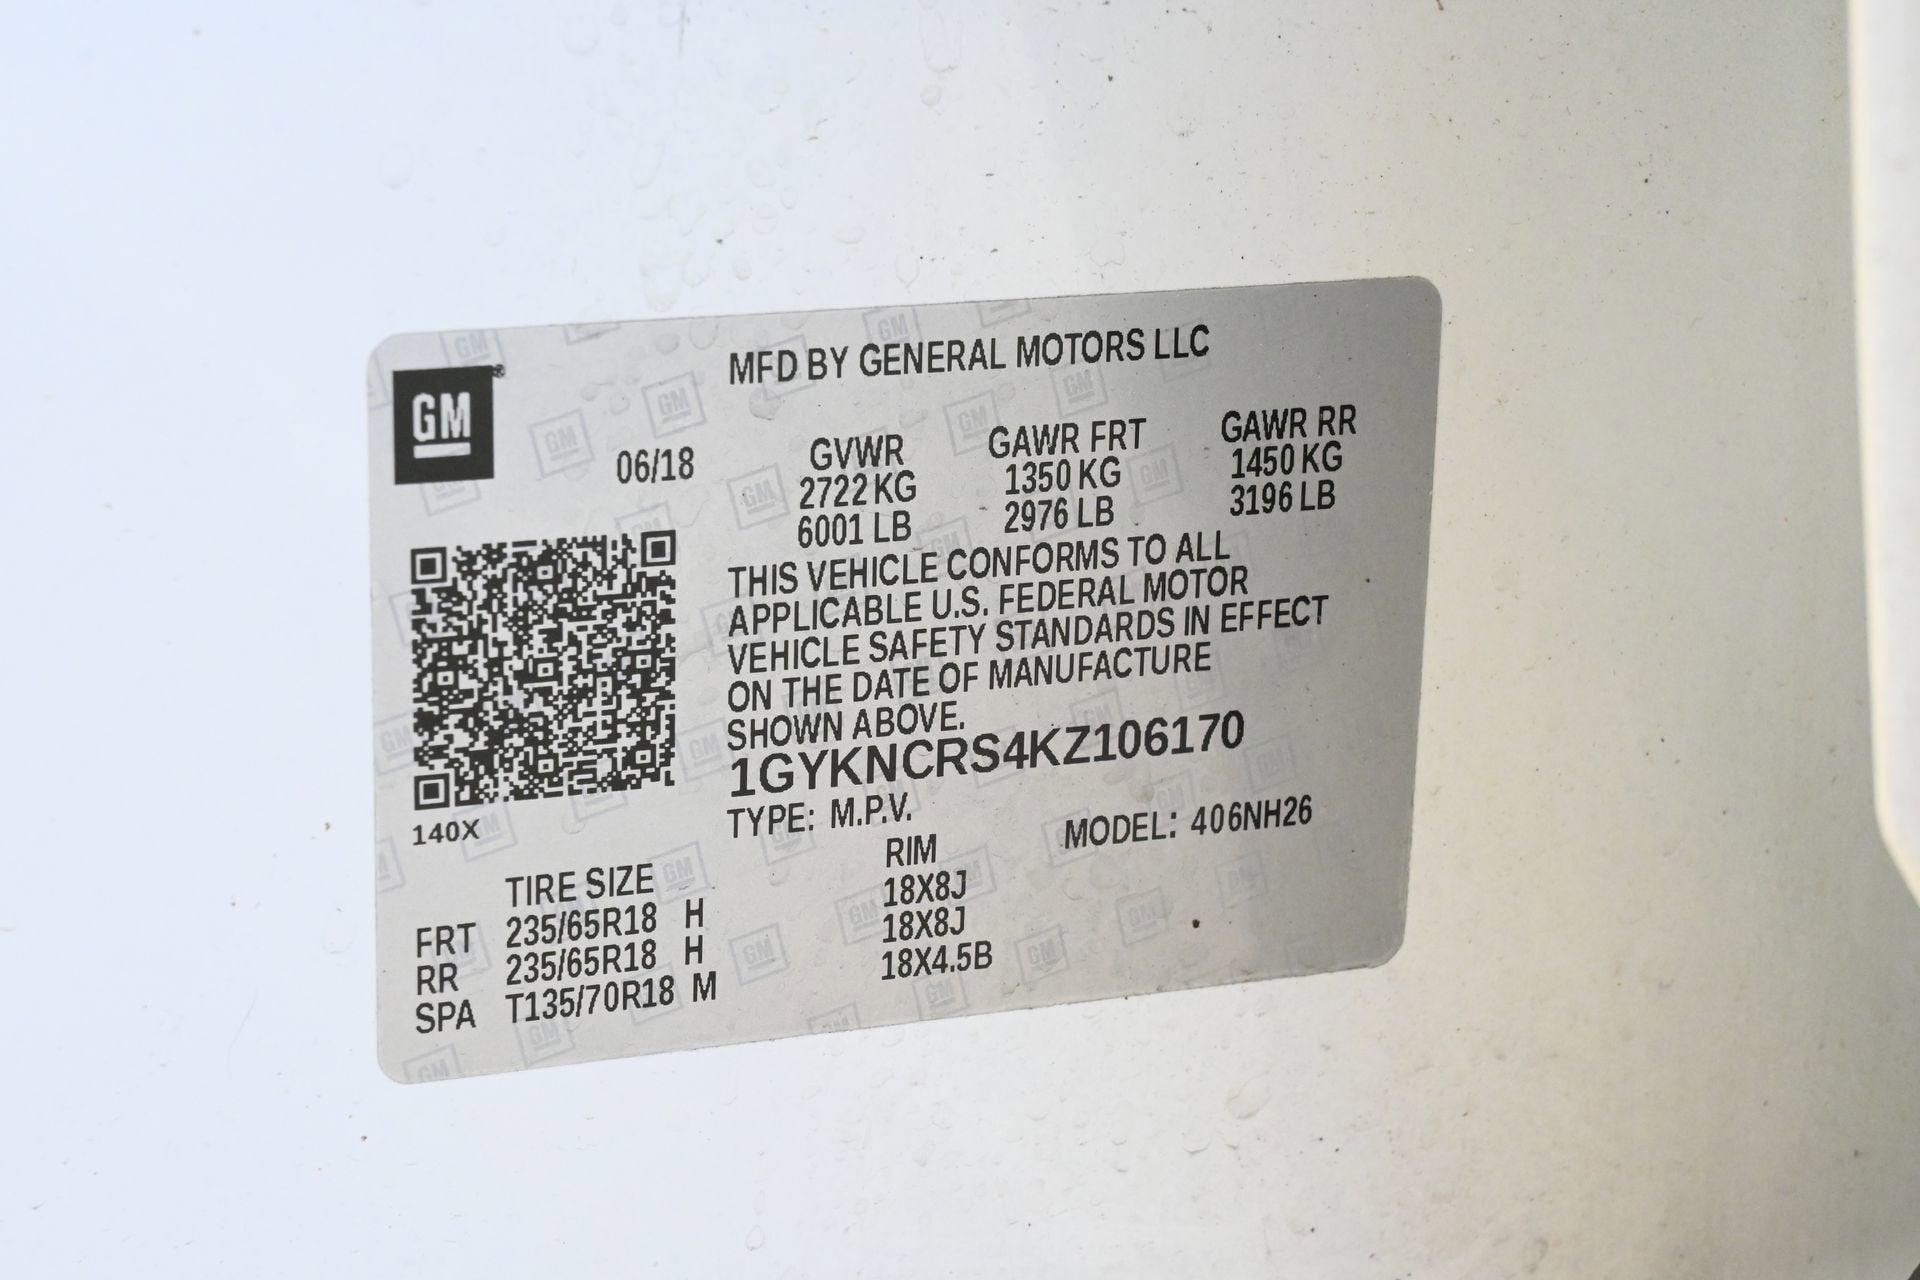 MFD BY GENERAL MOTORS LLC
GM
06/18
GVWR GAWR FRT GAWR RR
2722 KG 1350 KG 1450 KG
6001 LB 2976 LB 3196 LB
THIS VEHICLE CONFORMS TO ALL
APPLICABLE U.S. FEDERAL MOTOR
VEHICLE SAFETY STANDARDS IN EFFECT
ON THE DATE OF MANUFACTURE
SHOWN ABOVE.
1GYKNCRS4KZ106170
TYPE: M.P.V. MODEL: 406NH26
140X
TIRE SIZE RIM
FRT 235/65R18 H 18X8J
RR 235/65R18 H 18X8J
SPA T135/70R18 M 18X4.5B